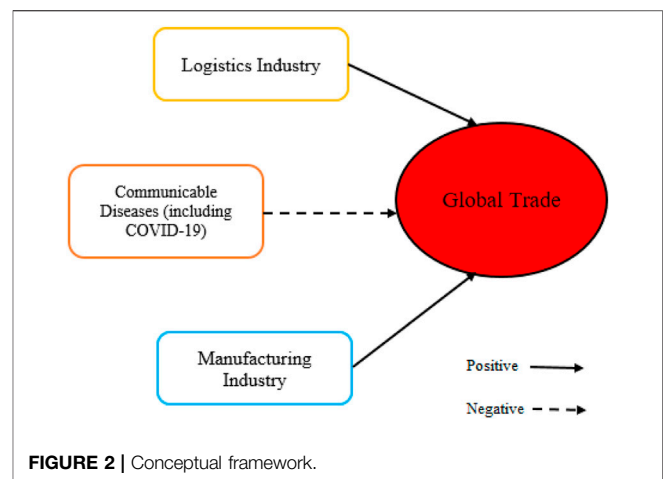 Logistics Industry
Communicable
Diseases (including
COVID-19)
Global Trade
Manufacturing
Industry
Positive
Negative
FIGURE 2 | Conceptual framework.